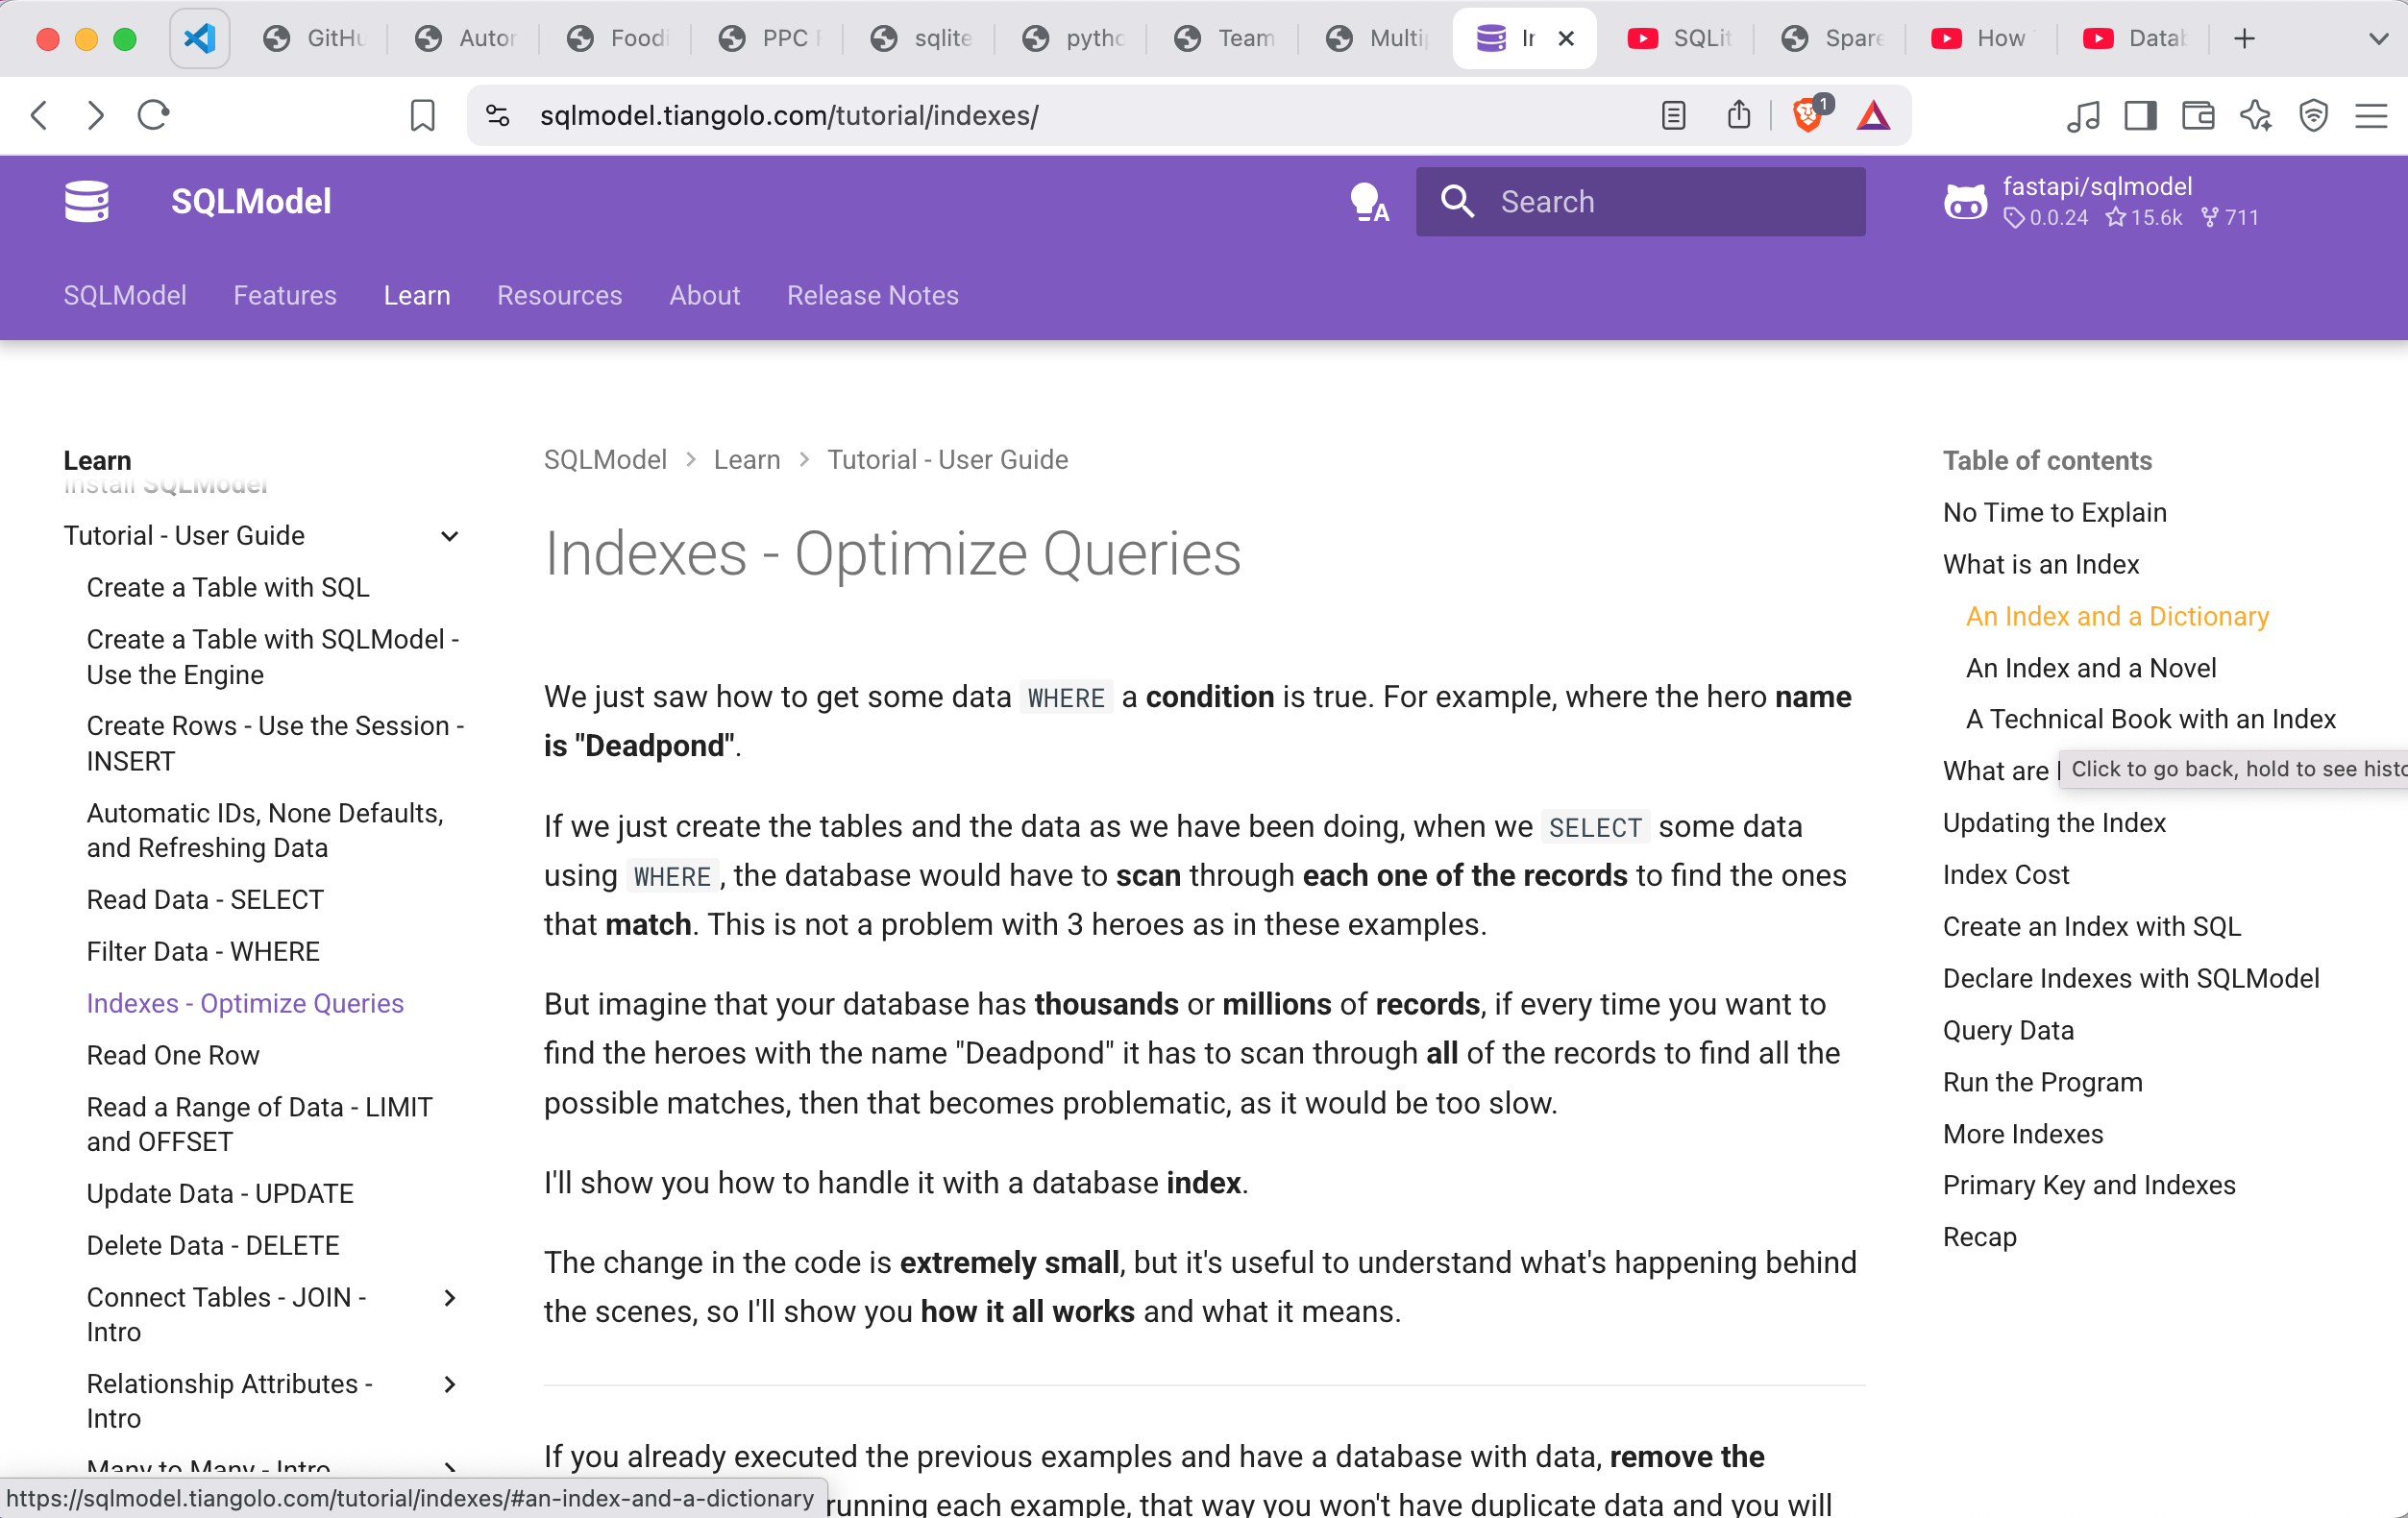 GitHu
Autor
Foodi
PPC F
sqlite
pythc
Team
Multi
Ir
SQLit
Spare
How
Datab
sqlmodel.tiangolo.com/tutorial/indexes/
1
SQLModel
A
Search
fastapi/sqlmodel
0.0.24 15.6k 711
SQLModel Features Learn Resources About Release Notes
Learn
Install SQLModel
Tutorial - User Guide
Create a Table with SQL
Create a Table with SQLModel -
Use the Engine
Create Rows - Use the Session -
INSERT
Automatic IDs, None Defaults,
and Refreshing Data
Read Data - SELECT
Filter Data - WHERE
Indexes - Optimize Queries
Read One Row
Read a Range of Data - LIMIT
and OFFSET
Update Data - UPDATE
Delete Data - DELETE
Connect Tables - JOIN -
Intro
Relationship Attributes -
Intro
Many to Many - Intro
SQLModel > Learn > Tutorial - User Guide
Indexes - Optimize Queries
We just saw how to get some data WHERE a condition is true. For example, where the hero name
is "Deadpond".
If we just create the tables and the data as we have been doing, when we SELECT some data
using WHERE, the database would have to scan through each one of the records to find the ones
that match. This is not a problem with 3 heroes as in these examples.
But imagine that your database has thousands or millions of records, if every time you want to
find the heroes with the name "Deadpond" it has to scan through all of the records to find all the
possible matches, then that becomes problematic, as it would be too slow.
I'll show you how to handle it with a database index.
The change in the code is extremely small, but it's useful to understand what's happening behind
the scenes, so I'll show you how it all works and what it means.
If you already executed the previous examples and have a database with data, remove the
running each example, that way you won't have duplicate data and you will
Table of contents
No Time to Explain
What is an Index
An Index and a Dictionary
An Index and a Novel
A Technical Book with an Index
What are
Click to go back, hold to see histo
Updating the Index
Index Cost
Create an Index with SQL
Declare Indexes with SQLModel
Query Data
Run the Program
More Indexes
Primary Key and Indexes
Recap
https://sqlmodel.tiangolo.com/tutorial/indexes/#an-index-and-a-dictionary